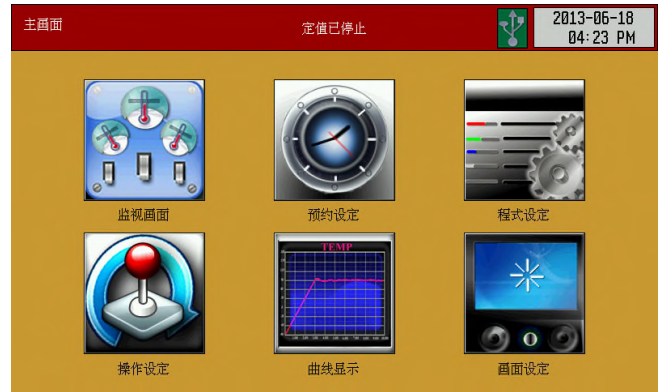 主画面
定值已停止
2013-06-18
04:23 PM
监视画面
预约设定
程式设定
TEMP
操作设定
曲线显示
画面设定